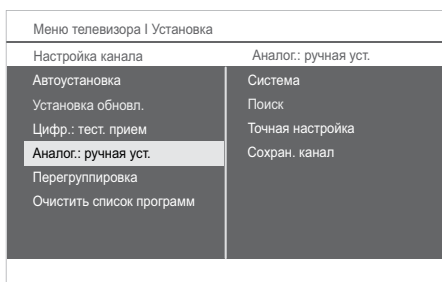 Меню телевизора I Установка
Настройка канала
Автоустановка
Установка обновл.
Цифр.: тест. прием
Аналог.: ручная уст.
Перегруппировка
Очистить список программ
Аналог.: ручная уст.
Система
Поиск
Точная настройка
Сохран. канал